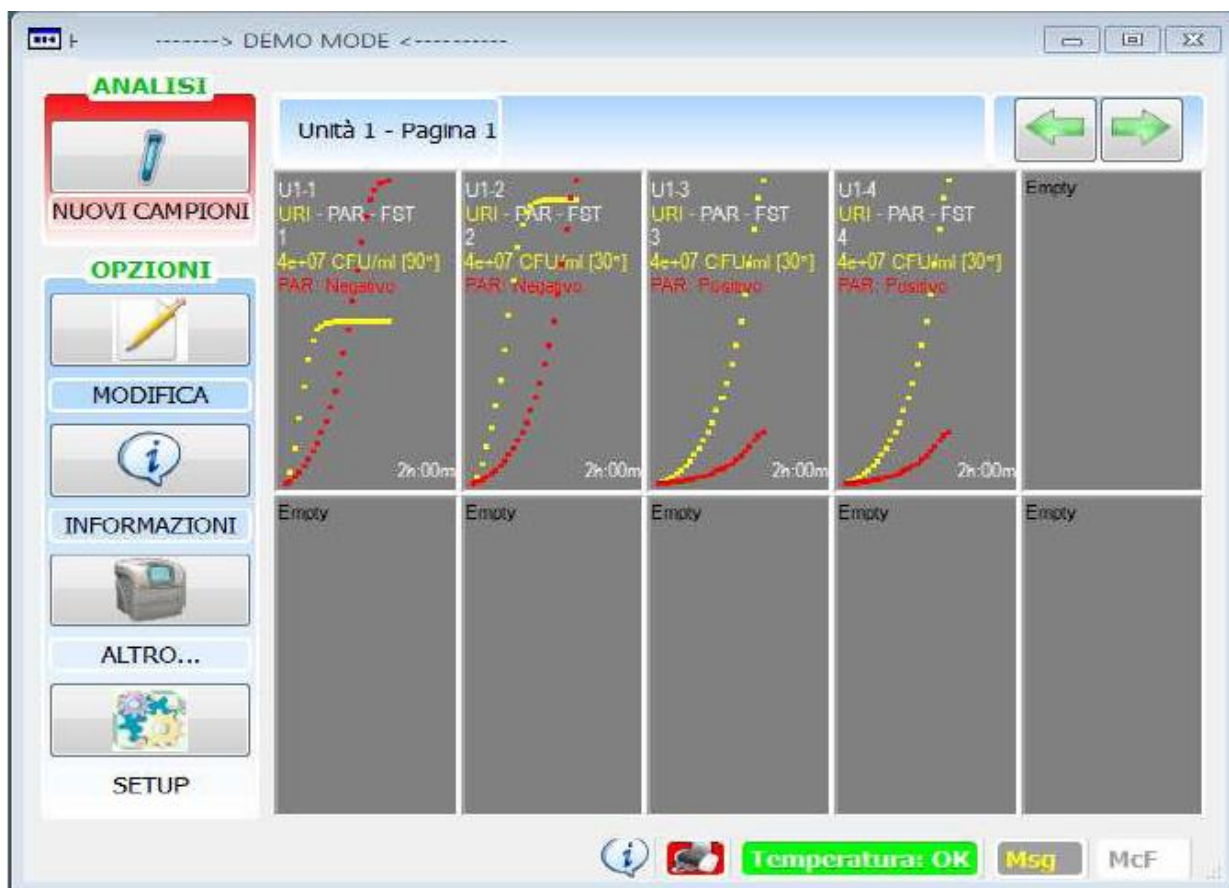 -------> DEMO MODE <----------
ANALISI
NUOVI CAMPIONI
OPZIONI
MODIFICA
INFORMAZIONI
ALTRO...
SETUP
Unità 1 - Pagina 1
U1-1
URI - PAR - FST
1
4e+07 CFU/ml [90"]
PAR: Negativo
2h:00m
U1-2
URI - PAR - FST
2
4e+07 CFU/ml [30"]
PAR: Negativo
2h:00m
U1-3
URI - PAR - FST
3
4e+07 CFU/ml [30"]
PAR: Positivo
2h:00m
U1-4
URI - PAR - FST
4
4e+07 CFU/ml [30"]
PAR: Positivo
2h:00m
Empty
Empty
Empty
Empty
Empty
Empty
Temperatura: OK
Msg
McF